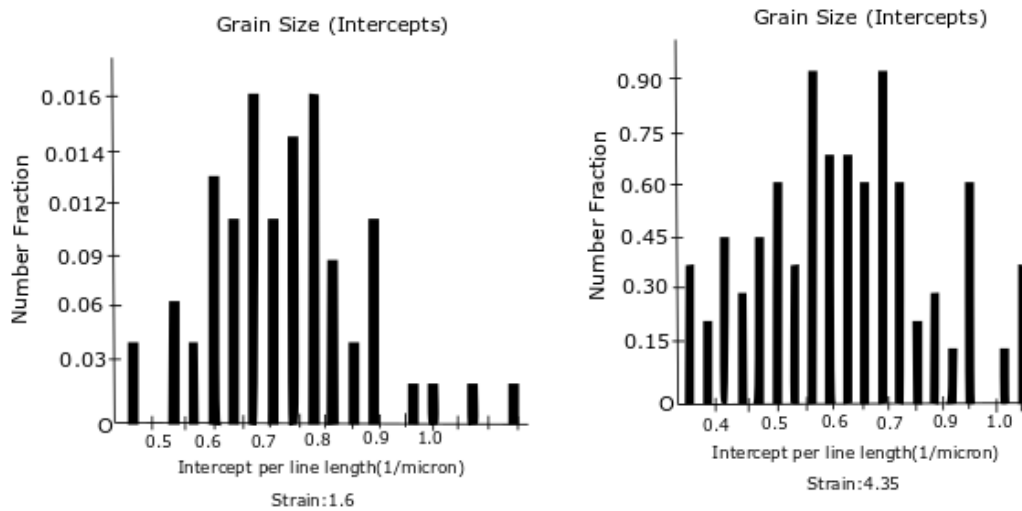 Grain Size (Intercepts)
Number Fraction
0.016
0.014
0.012
0.09
0.06
0.03
O
0.5 0.6 0.7 0.8 0.9 1.0
Intercept per line length(1/micron)
Strain:1.6
Grain Size (Intercepts)
Number Fraction
0.90
0.75
0.60
0.45
0.30
0.15
O
0.4 0.5 0.6 0.7 0.9 1.0
Intercept per line length(1/micron)
Strain:4.35